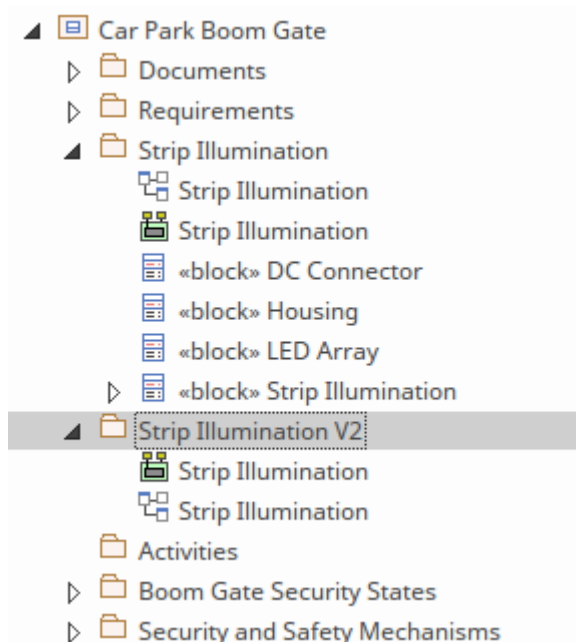 Car Park Boom Gate
Documents
Requirements
Strip Illumination
Strip Illumination
Strip Illumination
«block» DC Connector
«block» Housing
«block» LED Array
«block» Strip Illumination
Strip Illumination V2
Strip Illumination
Strip Illumination
Activities
Boom Gate Security States
Security and Safety Mechanisms